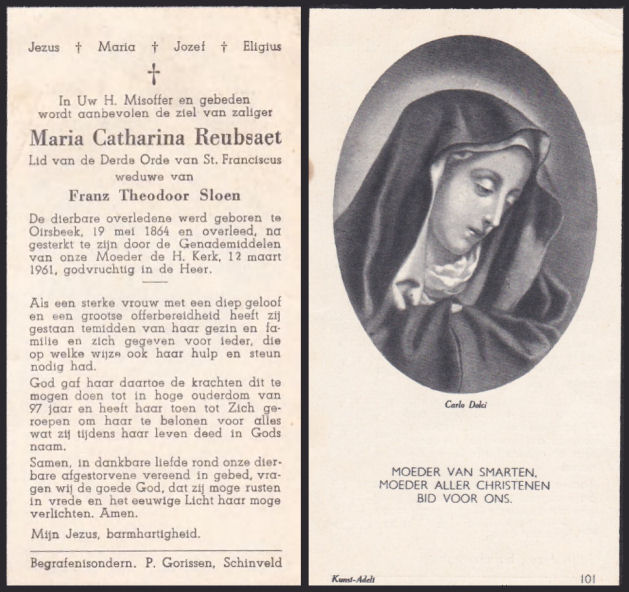 Jezus † Maria † Jozef † Eligius
†
In Uw H. Misoffer en gebeden
wordt aanbevolen de ziel van zaliger
Maria Catharina Reubsaet
Lid van de Derde Orde van St. Franciscus
weduwe van
Franz Theodoor Sloen
De dierbare overledene werd geboren te
Oirsbeek, 19 mei 1864 en overleed, na
gesterkt te zijn door de Genademiddelen
van onze Moeder de H. Kerk, 12 maart
1961, godvruchtig in de Heer.
Als een sterke vrouw met een diep geloof
en een grootse offerbereidheid heeft zij
gestaan temidden van haar gezin en fa-
milie en zich gegeven voor ieder, die
op welke wijze ook haar hulp en steun
nodig had.
God gaf haar daartoe de krachten dit te
mogen doen tot in hoge ouderdom van
97 jaar en heeft haar toen tot Zich ge-
roepen om haar te belonen voor alles
wat zij tijdens haar leven deed in Gods
naam.
Samen, in dankbare liefde rond onze dier-
bare afgestorvene vereend in gebed, vra-
gen wij de goede God, dat zij moge rusten
in vrede en het eeuwige Licht haar moge
verlichten. Amen.
Mijn Jezus, barmhartigheid.
Begrafenisondern. P. Gorissen, Schinveld
Carlo Dolci
MOEDER VAN SMARTEN,
MOEDER ALLER CHRISTENEN
BID VOOR ONS.
Kunst-Adelt
101